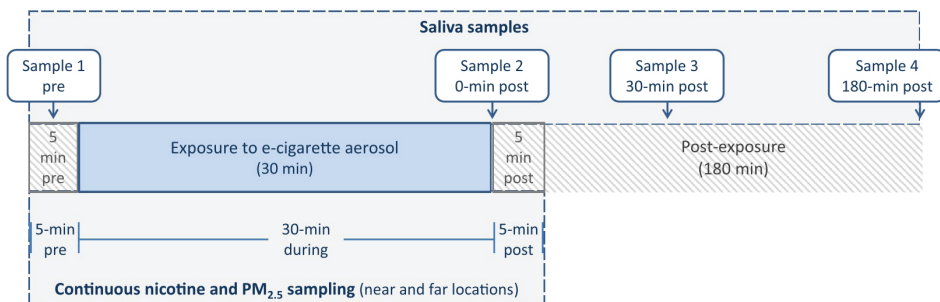 Saliva samples
Sample 1
pre
Sample 2
0-min post
Sample 3
30-min post
Sample 4
180-min post
5
min
pre
Exposure to e-cigarette aerosol
(30 min)
5
min
post
Post-exposure
(180 min)
5-min
pre
30-min
during
5-min
post
Continuous nicotine and PM2.5 sampling (near and far locations)